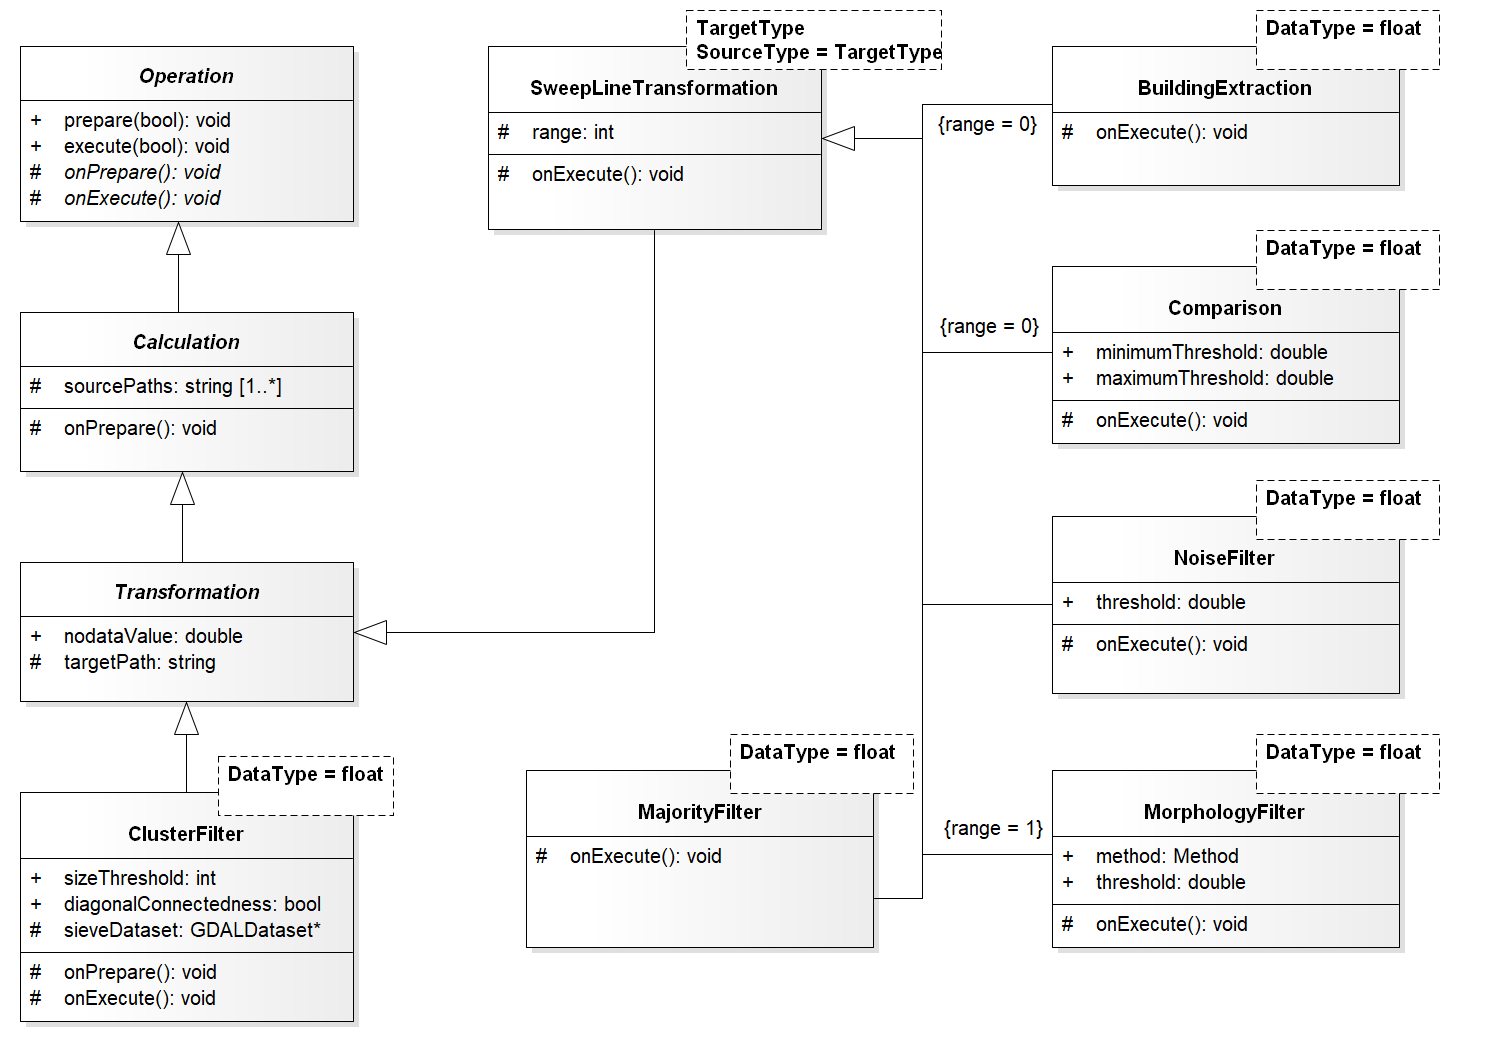 Operation
+ prepare(bool): void
+ execute(bool): void
# onPrepare(): void
# onExecute(): void
Calculation
# sourcePaths: string [1..*]
# onPrepare(): void
Transformation
+ nodataValue: double
# targetPath: string
DataType = float
ClusterFilter
+ sizeThreshold: int
+ diagonalConnectedness: bool
# sieveDataset: GDALDataset*
# onPrepare(): void
# onExecute(): void
TargetType
SourceType = TargetType
SweepLineTransformation
# range: int
# onExecute(): void
DataType = float
MajorityFilter
# onExecute(): void
{range = 0}
DataType = float
BuildingExtraction
# onExecute(): void
{range = 0}
DataType = float
Comparison
+ minimumThreshold: double
+ maximumThreshold: double
# onExecute(): void
DataType = float
NoiseFilter
+ threshold: double
# onExecute(): void
{range = 1}
DataType = float
MorphologyFilter
+ method: Method
+ threshold: double
# onExecute(): void